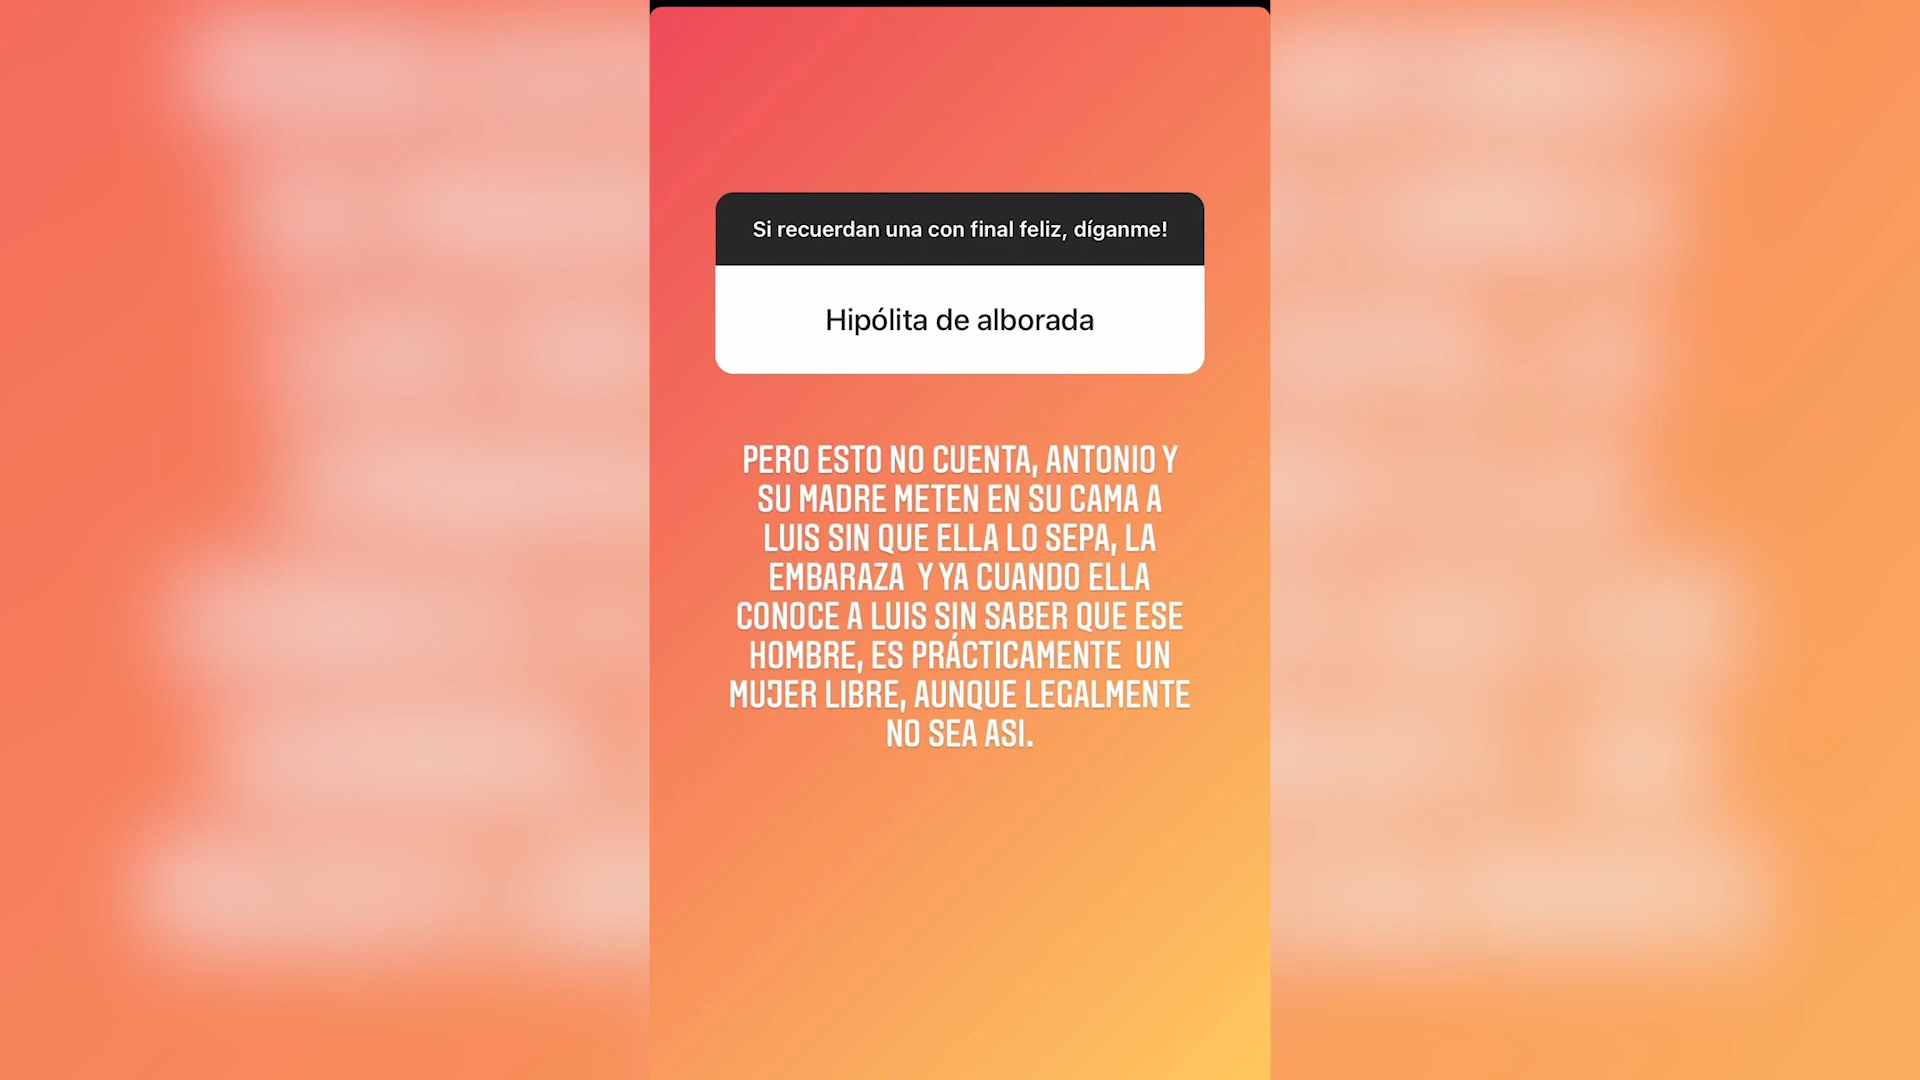 Si recuerdan una con final feliz, díganme!
Hipólita de alborada
PERO ESTO NO CUENTA, ANTONIO Y
SU MADRE METEN EN SU CAMA A
LUIS SIN QUE ELLA LO SEPA, LA
EMBARAZA  Y YA CUANDO ELLA
CONOCE A LUIS SIN SABER QUE ESE
HOMBRE, ES PRÁCTICAMENTE  UN
MUJER LIBRE, AUNQUE LEGALMENTE
NO SEA ASI.